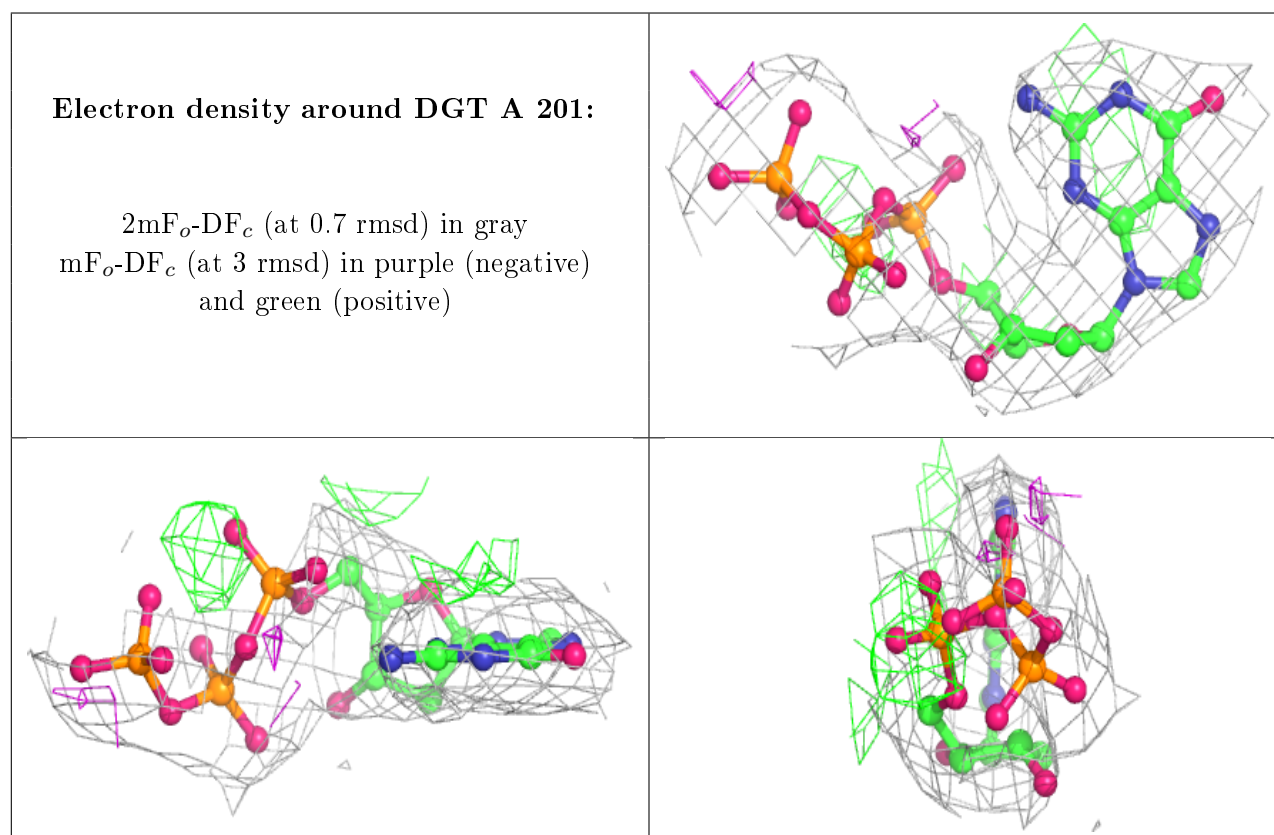 Electron density around DGT A 201:
2mFo-DFc (at 0.7 rmsd) in gray
mFo-DFc (at 3 rmsd) in purple (negative)
and green (positive)